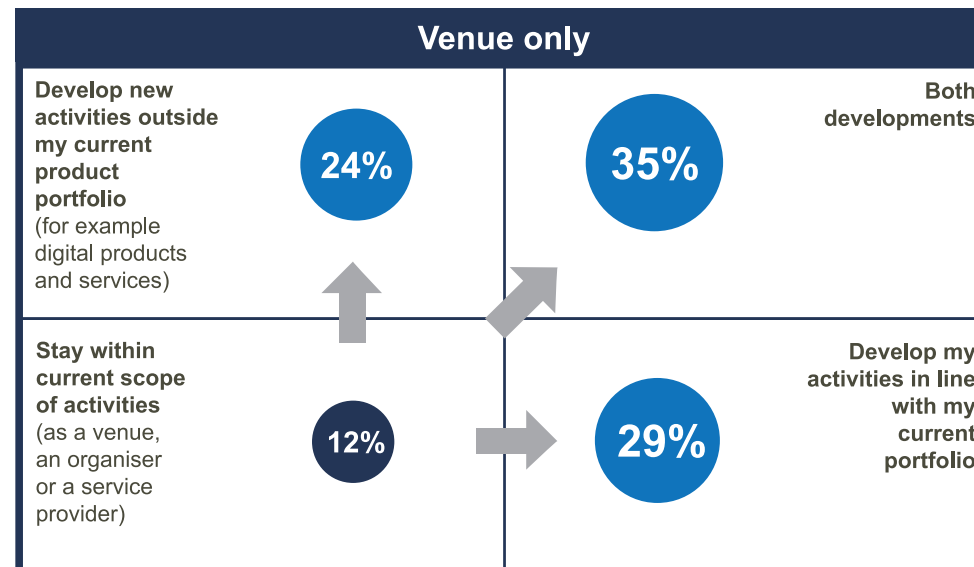 Venue only
Develop new
activities outside
my current
product
portfolio
(for example
digital products
and services)
24%
35%
Both
developments
Stay within
current scope
of activities
(as a venue,
an organiser
or a service
provider)
12%
29%
Develop my
activities in line
with my
current
portfolio